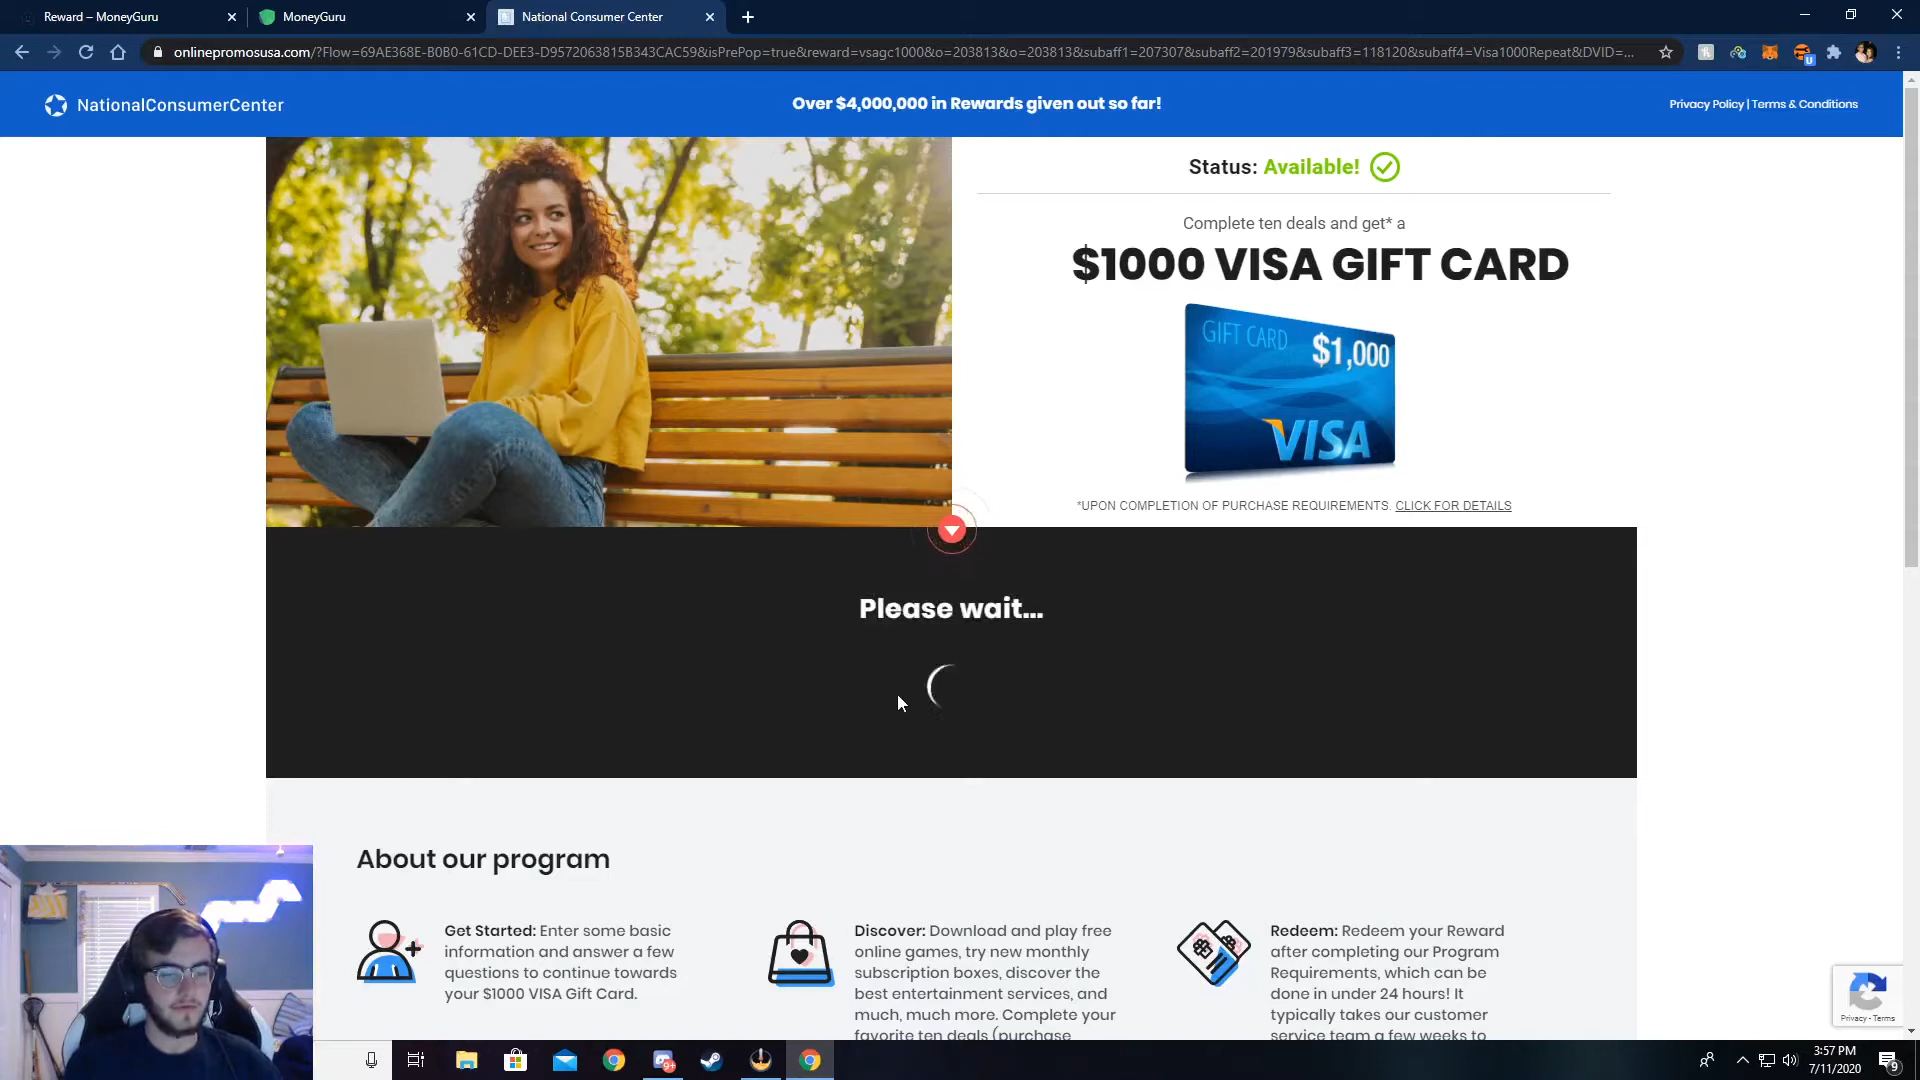 Reward – MoneyGuru
MoneyGuru
National Consumer Center
onlinepromosusa.com/?Flow=69AE368E-B0B0-61CD-DEE3-D9572063815B343CAC59&isPrePop=true&reward=vsagc1000&o=203813&o=203813&subaff1=207307&subaff2=201979&subaff3=118120&subaff4=Visa1000Repeat&DVID=...
NationalConsumerCenter
Over $4,000,000 in Rewards given out so far!
Privacy Policy | Terms & Conditions
Status: Available!
Complete ten deals and get* a
$1000 VISA GIFT CARD
GIFT CARD
$1,000
VISA
*UPON COMPLETION OF PURCHASE REQUIREMENTS. CLICK FOR DETAILS
Please wait...
About our program
Get Started: Enter some basic
information and answer a few
questions to continue towards
your $1000 VISA Gift Card.
Discover: Download and play free
online games, try new monthly
subscription boxes, discover the
best entertainment services, and
much, much more. Complete your
favorite ten deals (purchase
Redeem: Redeem your Reward
after completing our Program
Requirements, which can be
done in under 24 hours! It
typically takes our customer
service team a few weeks to
Privacy - Terms
9+
3:57 PM
7/11/2020
9